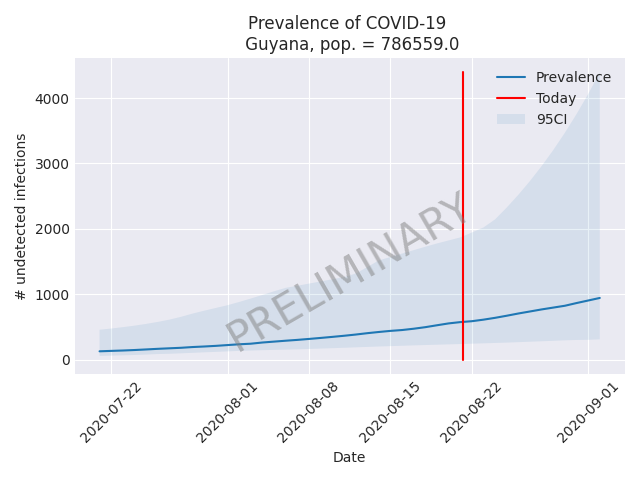 Prevalence of COVID-19
Guyana, pop. = 786559.0
Prevalence
Today
95CI
4000
3000
2000
1000
0
# undetected infections
PRELIMINARY
2020-07-22
2020-08-01
2020-08-08
2020-08-15
2020-08-22
2020-09-01
Date